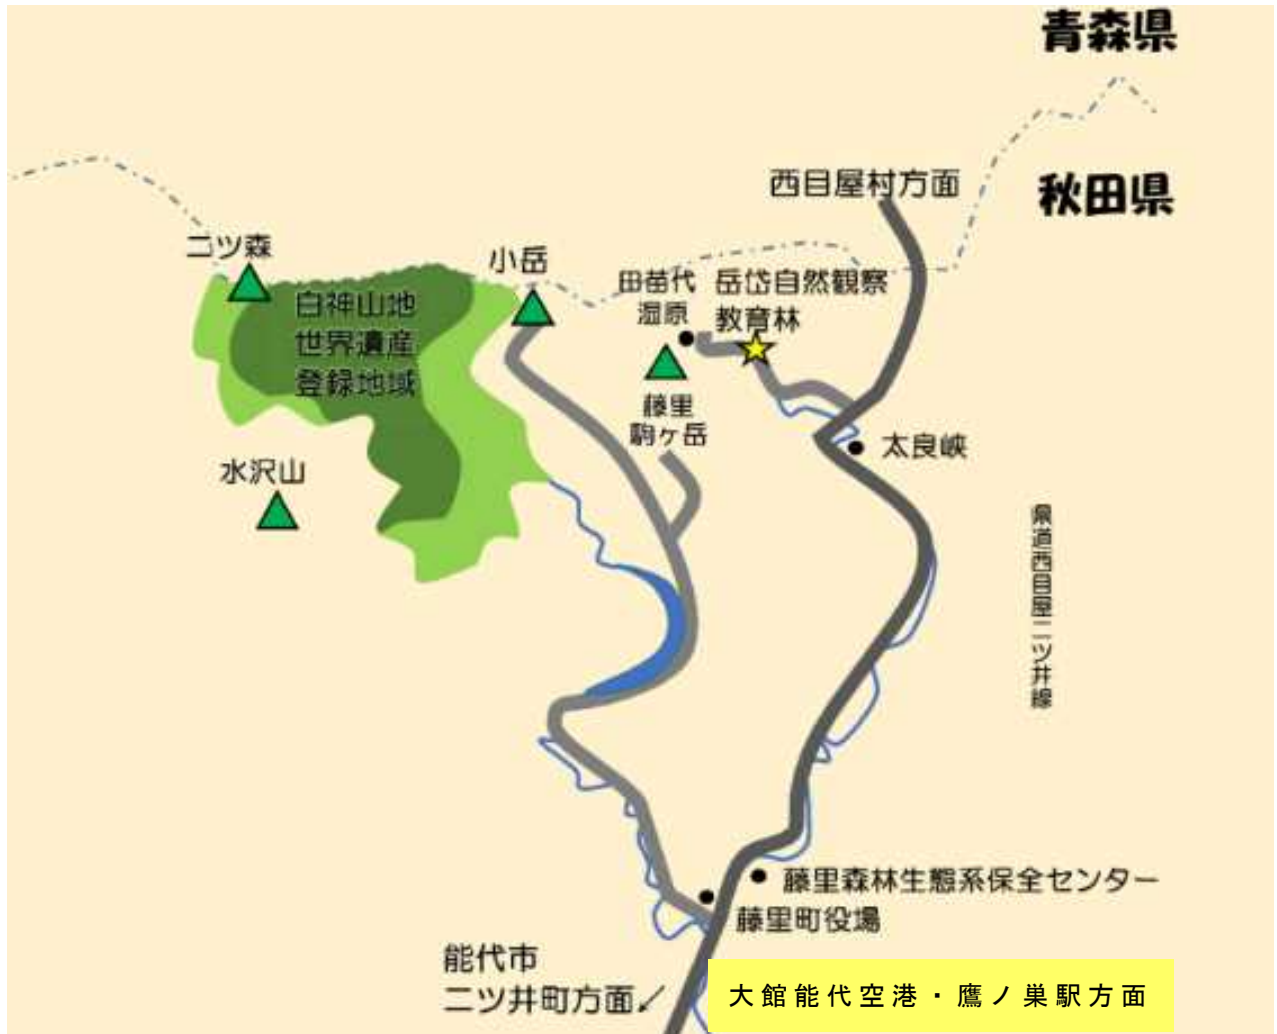 青森県
西目屋村方面
秋田県
二ツ森
小岳
田苗代
湿原
岳岱自然観察
教育林
白神山地
世界遺産
登録地域
藤里
駒ヶ岳
太良峡
水沢山
県道西目屋二ツ井線
藤里森林生態系保全センター
藤里町役場
能代市
二ツ井町方面↙
大館能代空港・鷹ノ巣駅方面